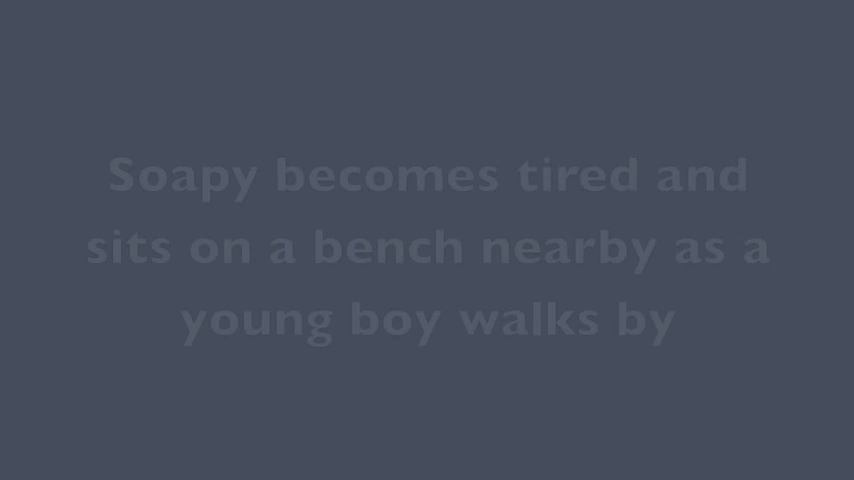 Soapy becomes tired and
sits on a bench nearby as a
young boy walks by